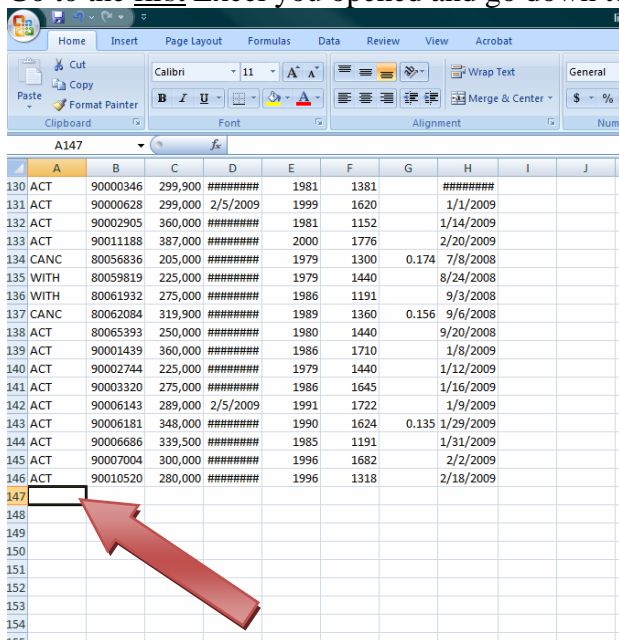 Go to the first Excel you opened and go down t
Home Insert Page Layout Formulas Data Review View Acrobat
Paste
Cut
Copy
Format Painter
Clipboard
Calibri 11 A A
B I U A
Font
Wrap Text
Merge & Center
Alignment
General
$ %
Num
A147 fx
A B C D E F G H I J
130 ACT 90000346 299,900 ######## 1981 1381 ########
131 ACT 90000628 299,000 2/5/2009 1999 1620 1/1/2009
132 ACT 90002905 360,000 ######## 1981 1152 1/14/2009
133 ACT 90011188 387,000 ######## 2000 1776 2/20/2009
134 CANC 80056836 205,000 ######## 1979 1300 0.174 7/8/2008
135 WITH 80059819 225,000 ######## 1979 1440 8/24/2008
136 WITH 80061932 275,000 ######## 1986 1191 9/3/2008
137 CANC 80062084 319,900 ######## 1989 1360 0.156 9/6/2008
138 ACT 80065393 250,000 ######## 1980 1440 9/20/2008
139 ACT 90001439 360,000 ######## 1986 1710 1/8/2009
140 ACT 90002744 225,000 ######## 1979 1440 1/12/2009
141 ACT 90003320 275,000 ######## 1986 1645 1/16/2009
142 ACT 90006143 289,000 2/5/2009 1991 1722 1/9/2009
143 ACT 90006181 348,000 ######## 1990 1624 0.135 1/29/2009
144 ACT 90006686 339,500 ######## 1985 1191 1/31/2009
145 ACT 90007004 300,000 ######## 1996 1682 2/2/2009
146 ACT 90010520 280,000 ######## 1996 1318 2/18/2009
147
148
149
150
151
152
153
154